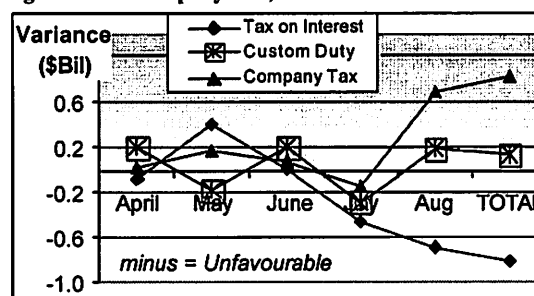 Variance
($Bil)
Tax on Interest
Custom Duty
Company Tax
0.6
0.2
-0.2
-0.6
-1.0
April May June July Aug TOTAL
minus = Unfavourable